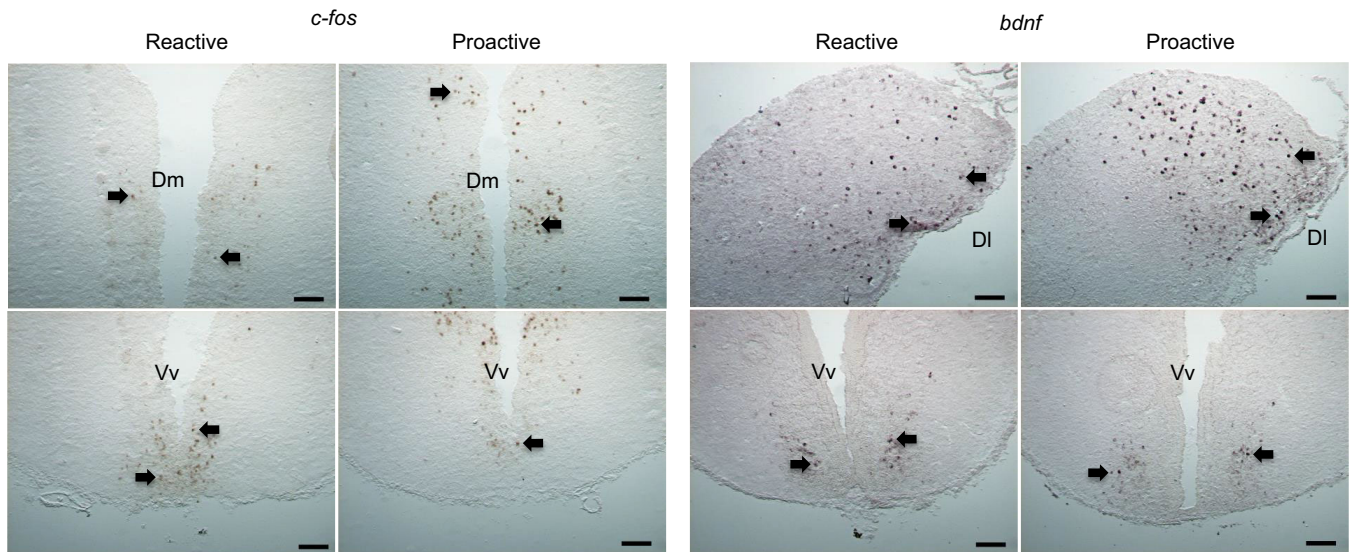 c-fos
bdnf
Reactive
Proactive
Reactive
Proactive
Dm
Dm
Dl
Dl
Vv
Vv
Vv
Vv